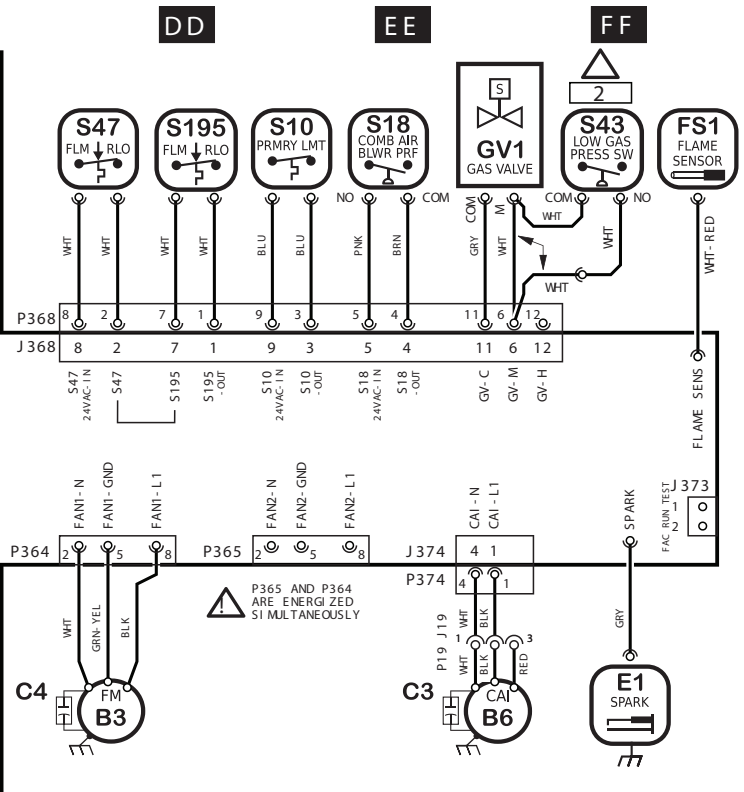 DD EE FF
2
S47 S195 S10 S18 S43 FS1
FLM RLO FLM RLO PRMRY LMT COMB AIR BLWR PRF LOW GAS PRESS SW FLAME SENSOR
S
GV1
GAS VALVE
NO COM COM M COM NO
WHT
WHT WHT WHT WHT BLU BLU PNK BRN GRY WHT WHT WHT-RED
WHT
P368 8 2 7 1 9 3 5 4 11 6 12
J368 8 2 7 1 9 3 5 4 11 6 12
S47 24VAC-IN
S47
S195
S195 -OUT
S10 24VAC-IN
S10 -OUT
S18 24VAC-IN
S18 -OUT
GV-C
GV-M
GV-H
FLAME SENS
J373
FAC RUN TEST
1
2
FAN1-N FAN1-GND FAN1-L1
FAN2-N FAN2-GND FAN2-L1
CAI-N CAI-L1
SPARK
P364 2 5 8
P365 2 5 8
J374 4 1
P374 4 1
P365 AND P364
ARE ENERGIZED
SIMULTANEOUSLY
WHT GRN-YEL BLK
WHT BLK
GRY
P19 J19 1 3
WHT BLK RED
C4 FM
B3
C3 CAI
B6
E1
SPARK